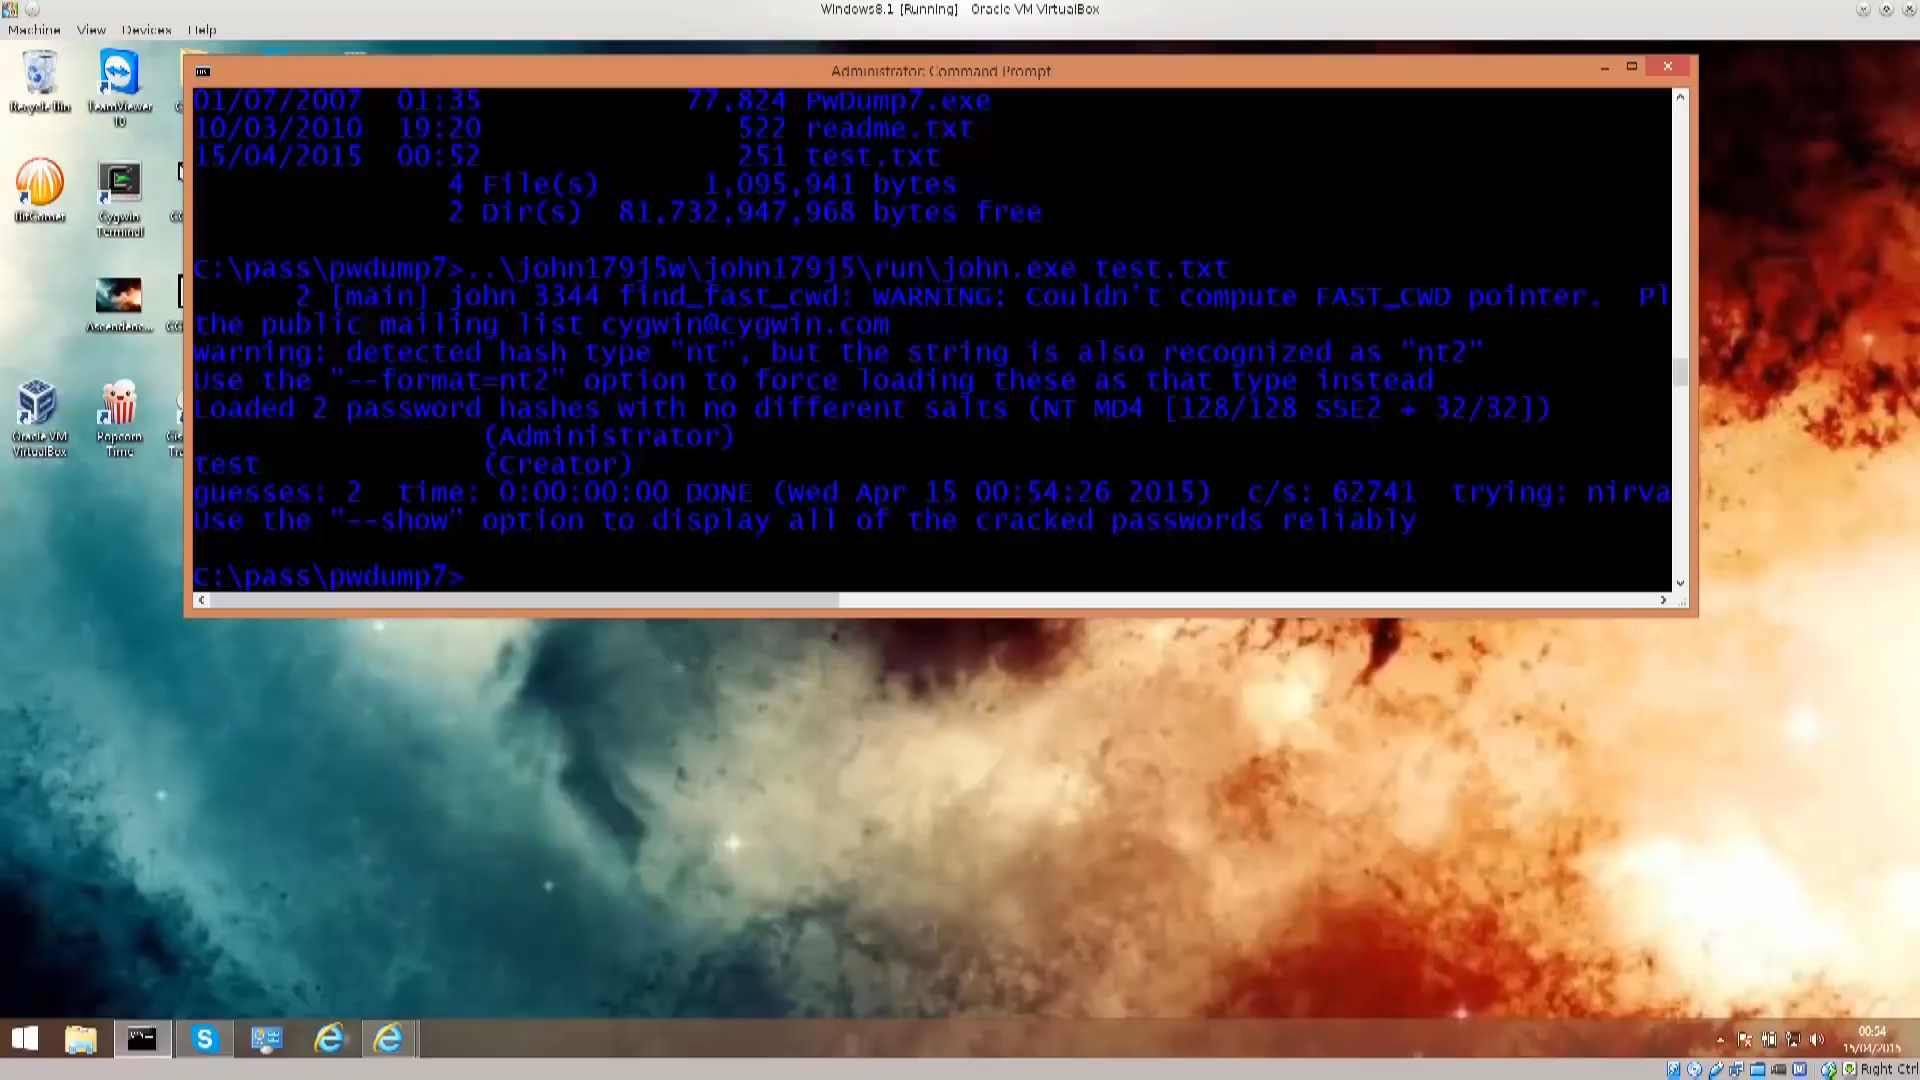 Windows8.1 [Running] Oracle VM VirtualBox
Machine View Devices Help
Administrator: Command Prompt
01/07/2007 01:35 77,824 PwDump7.exe
10/03/2010 19:20 522 readme.txt
15/04/2015 00:52 251 test.txt
4 File(s) 1,095,941 bytes
2 Dir(s) 81,732,947,968 bytes free
C:\pass\pwdump7>..\john179j5w\john179j5\run\john.exe test.txt
2 [main] john 3344 find_fast_cwd: WARNING: Couldn't compute FAST_CWD pointer. Pl
the public mailing list cygwin@cygwin.com
Warning: detected hash type "nt", but the string is also recognized as "nt2"
Use the "--format=nt2" option to force loading these as that type instead
Loaded 2 password hashes with no different salts (NT MD4 [128/128 SSE2 + 32/32])
(Administrator)
test (Creator)
guesses: 2 time: 0:00:00:00 DONE (Wed Apr 15 00:54:26 2015) c/s: 62741 trying: nirva
Use the "--show" option to display all of the cracked passwords reliably
C:\pass\pwdump7>
Recycle Bin
TeamViewer
10
BitComet
Cygwin
Terminal
Ascendenc...
Oracle VM
VirtualBox
Popcorn
Time
00:54
15/04/2015
Right Ctrl